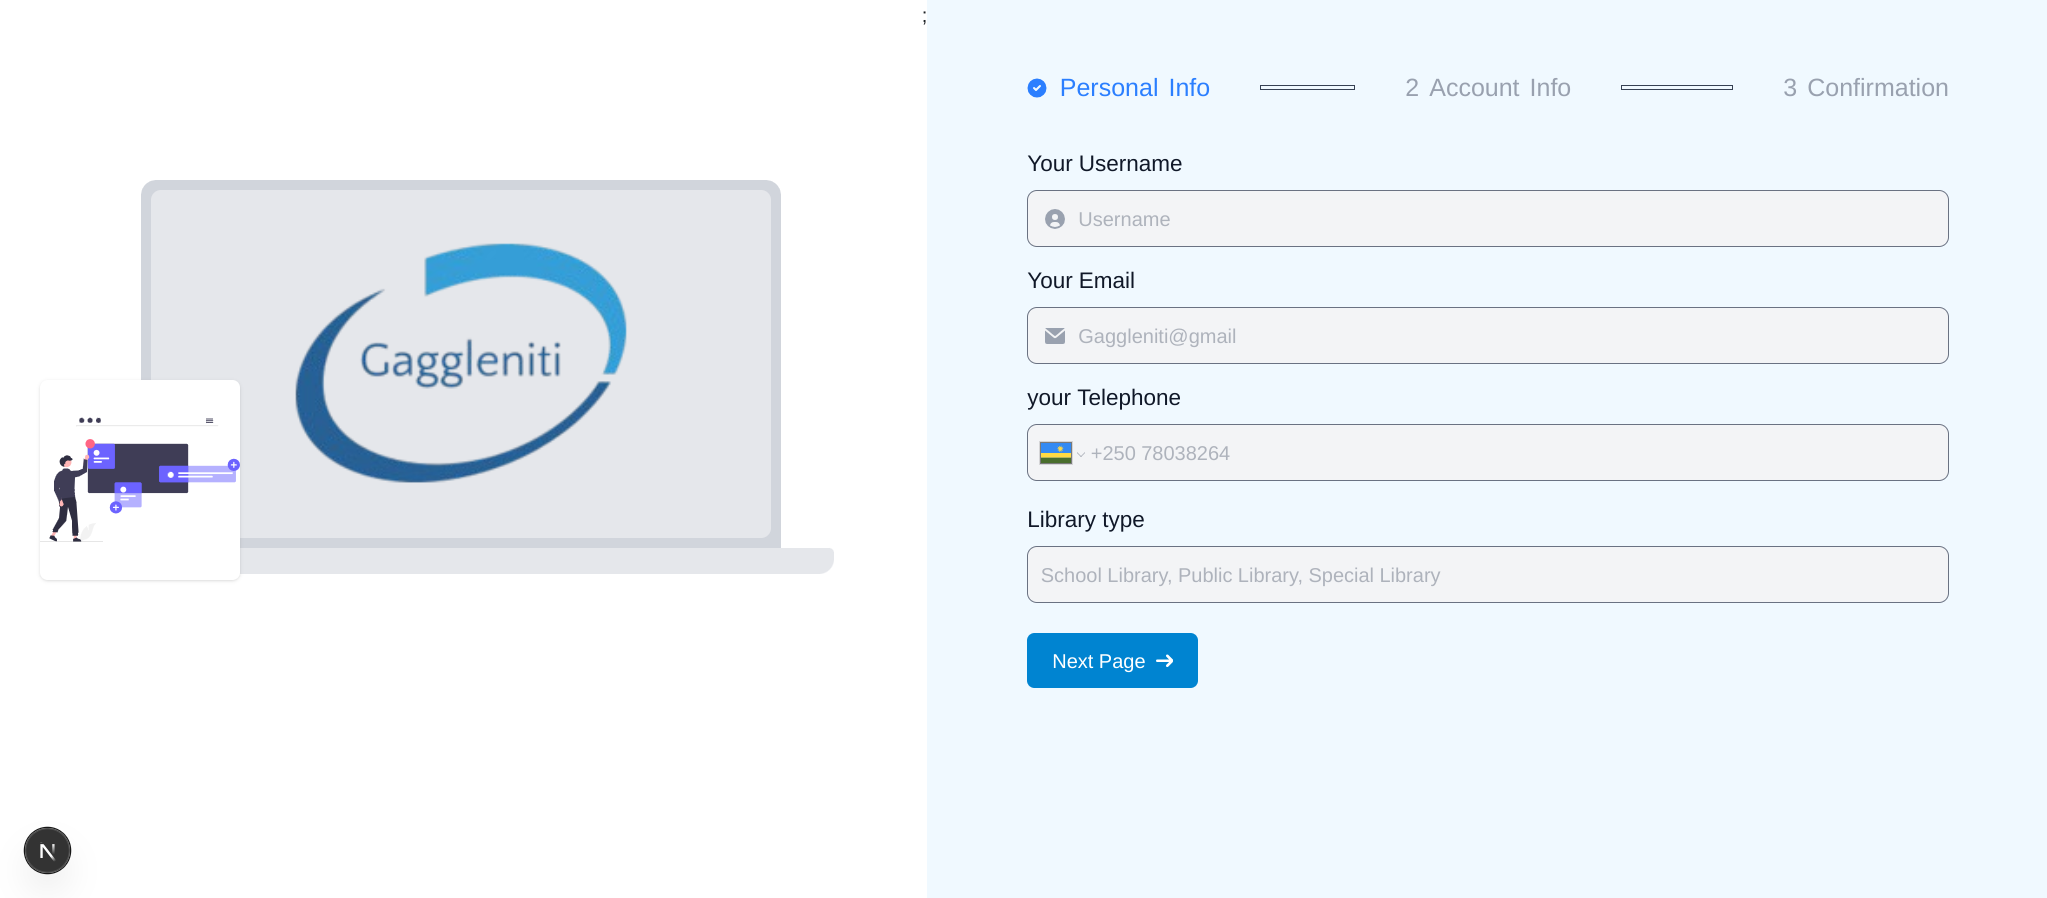 ;
Personal Info
2 Account Info
3 Confirmation
Gaggleniti
Your Username
Username
Your Email
Gaggleniti@gmail
your Telephone
+250 78038264
Library type
School Library, Public Library, Special Library
Next Page →
N